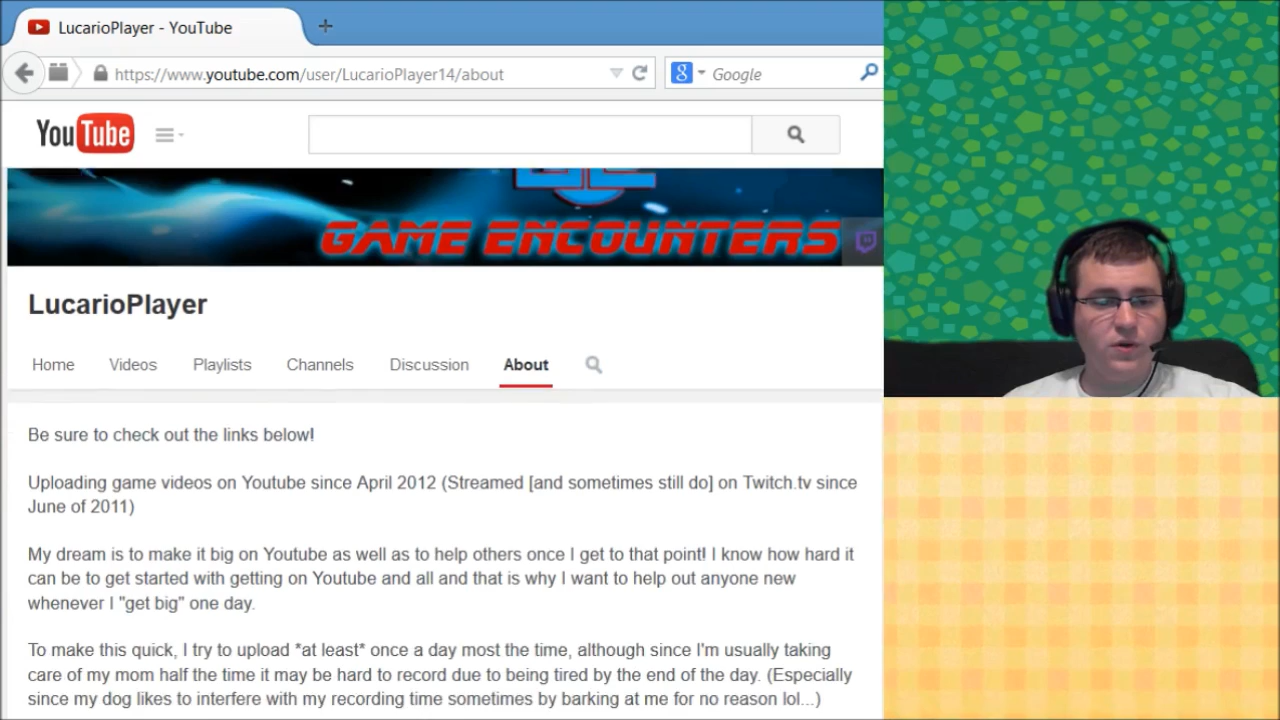 LucarioPlayer - YouTube
https://www.youtube.com/user/LucarioPlayer14/about
Google
YouTube
GAME ENCOUNTERS
LucarioPlayer
Home Videos Playlists Channels Discussion About
Be sure to check out the links below!
Uploading game videos on Youtube since April 2012 (Streamed [and sometimes still do] on Twitch.tv since
June of 2011)
My dream is to make it big on Youtube as well as to help others once I get to that point! I know how hard it
can be to get started with getting on Youtube and all and that is why I want to help out anyone new
whenever I "get big" one day.
To make this quick, I try to upload *at least* once a day most the time, although since I'm usually taking
care of my mom half the time it may be hard to record due to being tired by the end of the day. (Especially
since my dog likes to interfere with my recording time sometimes by barking at me for no reason lol...)